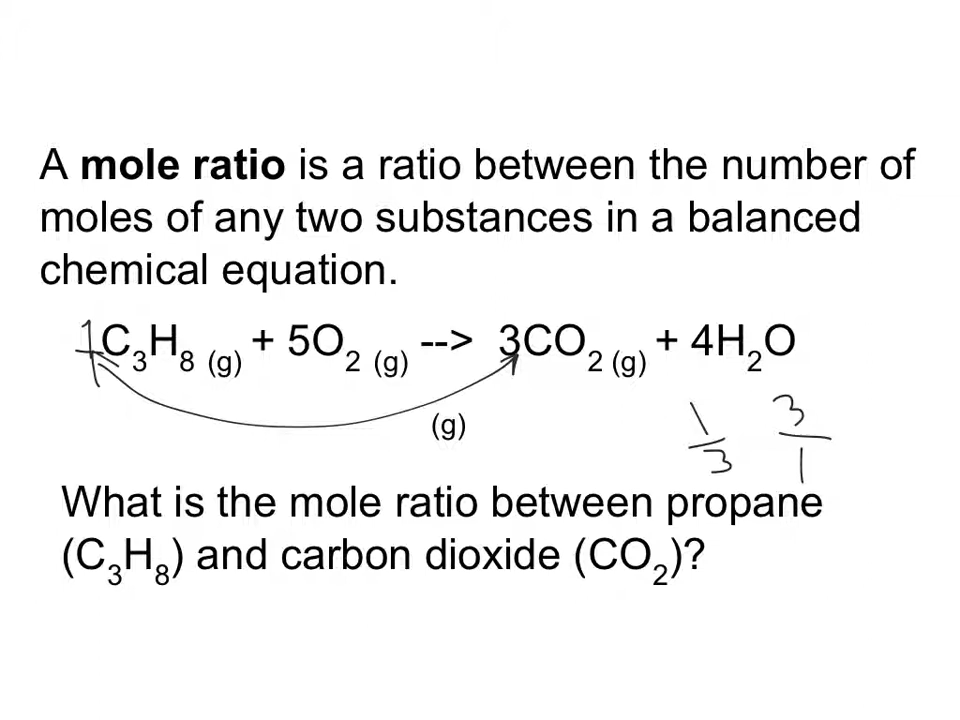 A mole ratio is a ratio between the number of
moles of any two substances in a balanced
chemical equation.
1C₃H₈ (g) + 5O₂ (g) --> 3CO₂ (g) + 4H₂O
(g)
1/3 3/1
What is the mole ratio between propane
(C₃H₈) and carbon dioxide (CO₂)?